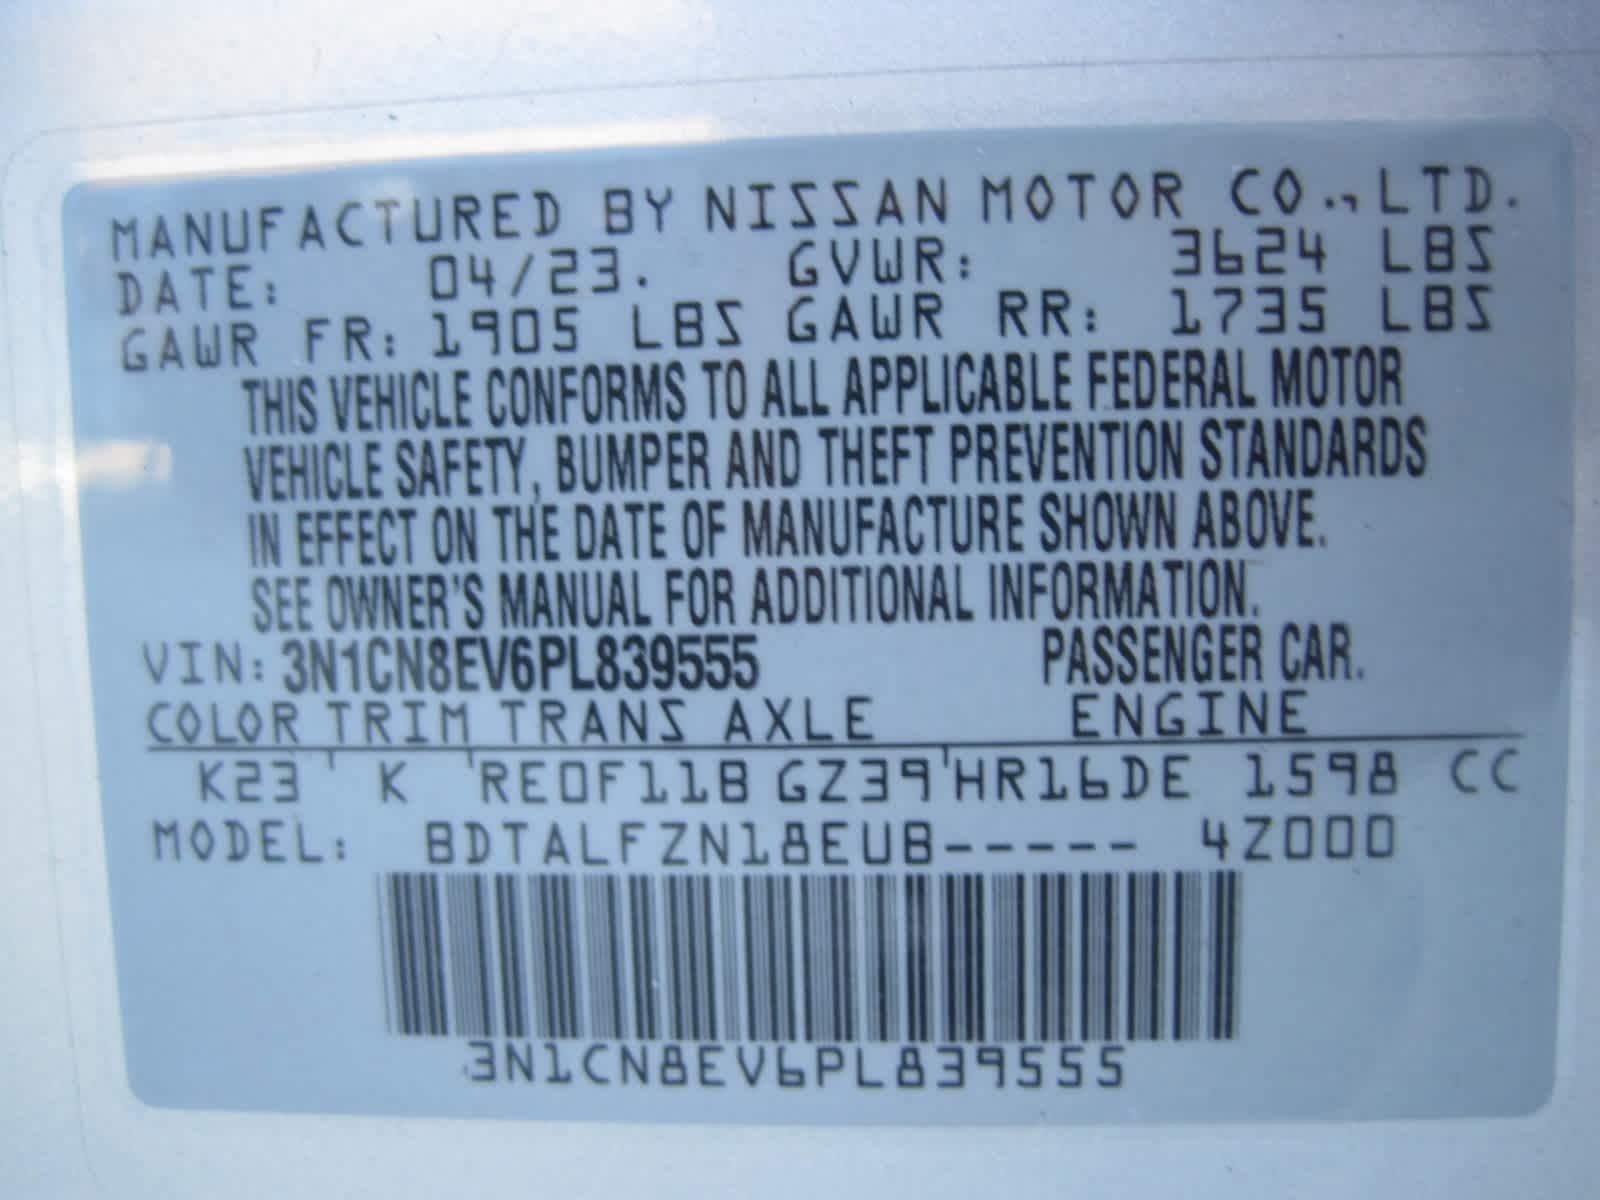 MANUFACTURED BY NISSAN MOTOR CO.,LTD.
DATE: 04/23. GVWR: 3624 LBS
GAWR FR: 1905 LBS GAWR RR: 1735 LBS
THIS VEHICLE CONFORMS TO ALL APPLICABLE FEDERAL MOTOR
VEHICLE SAFETY, BUMPER AND THEFT PREVENTION STANDARDS
IN EFFECT ON THE DATE OF MANUFACTURE SHOWN ABOVE.
SEE OWNER'S MANUAL FOR ADDITIONAL INFORMATION.
VIN: 3N1CN8EV6PL839555 PASSENGER CAR.
COLOR TRIM TRANS AXLE ENGINE
K23 K RE0F11B GZ39 HR16DE 1598 CC
MODEL: BDTALFZN18EUB----- 4Z000
3N1CN8EV6PL839555